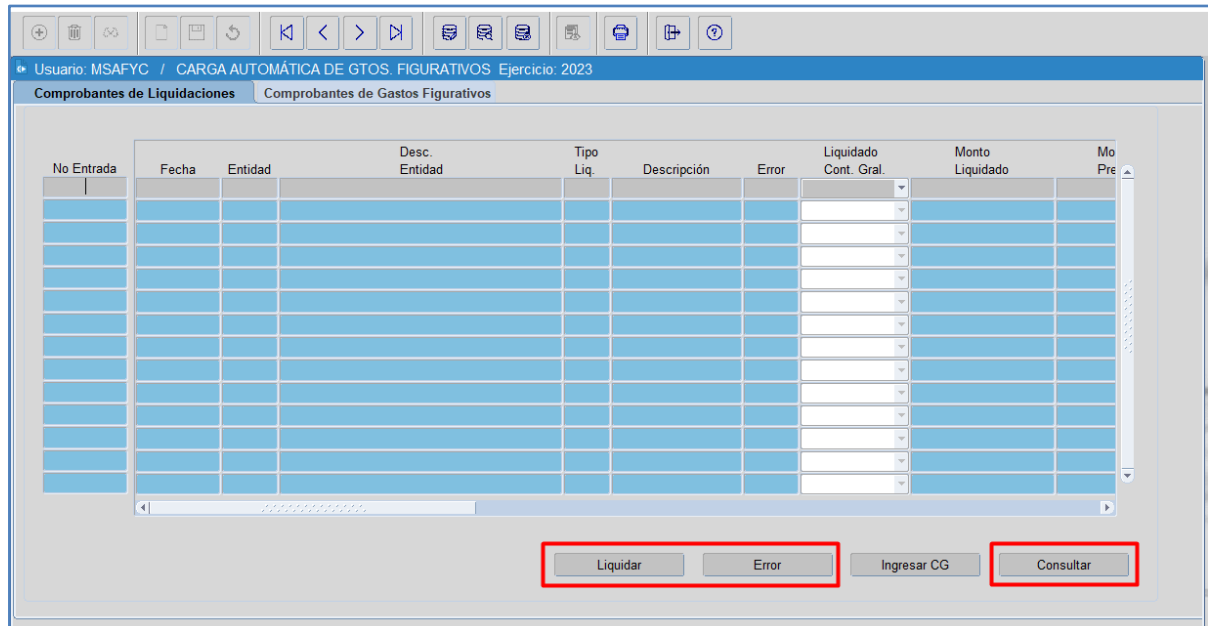 Usuario: MSAFYC / CARGA AUTOMÁTICA DE GTOS. FIGURATIVOS Ejercicio: 2023
Comprobantes de Liquidaciones Comprobantes de Gastos Figurativos
Desc. Tipo Liquidado Monto Mo
No Entrada Fecha Entidad Entidad Liq. Descripción Error Cont. Gral. Liquidado Pre
Liquidar Error Ingresar CG Consultar